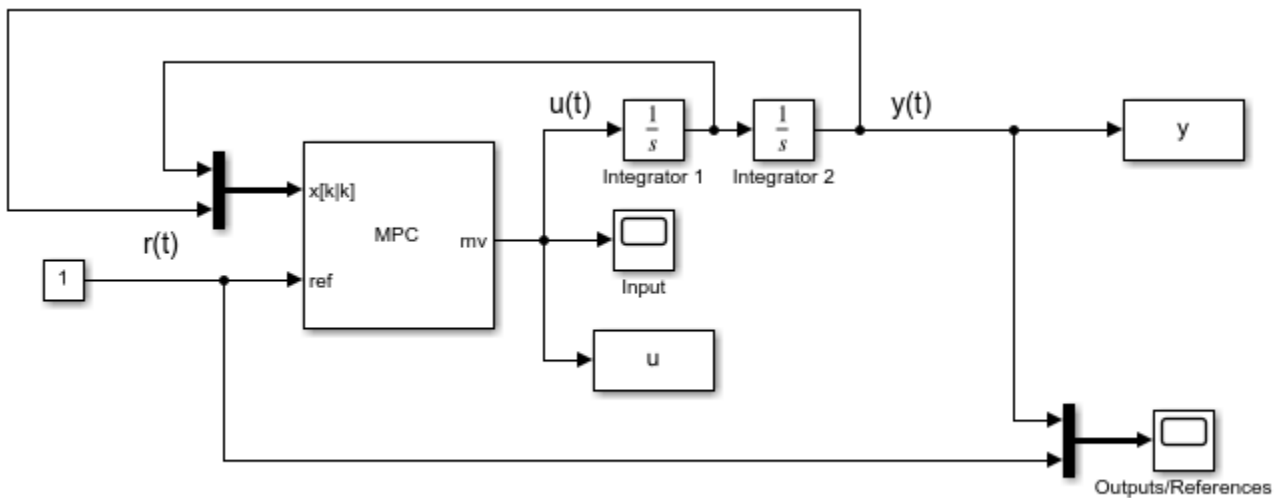 u(t)
1
s
Integrator 1
1
s
Integrator 2
y(t)
y
x[k|k]
MPC
mv
ref
r(t)
1
Input
u
Outputs/References